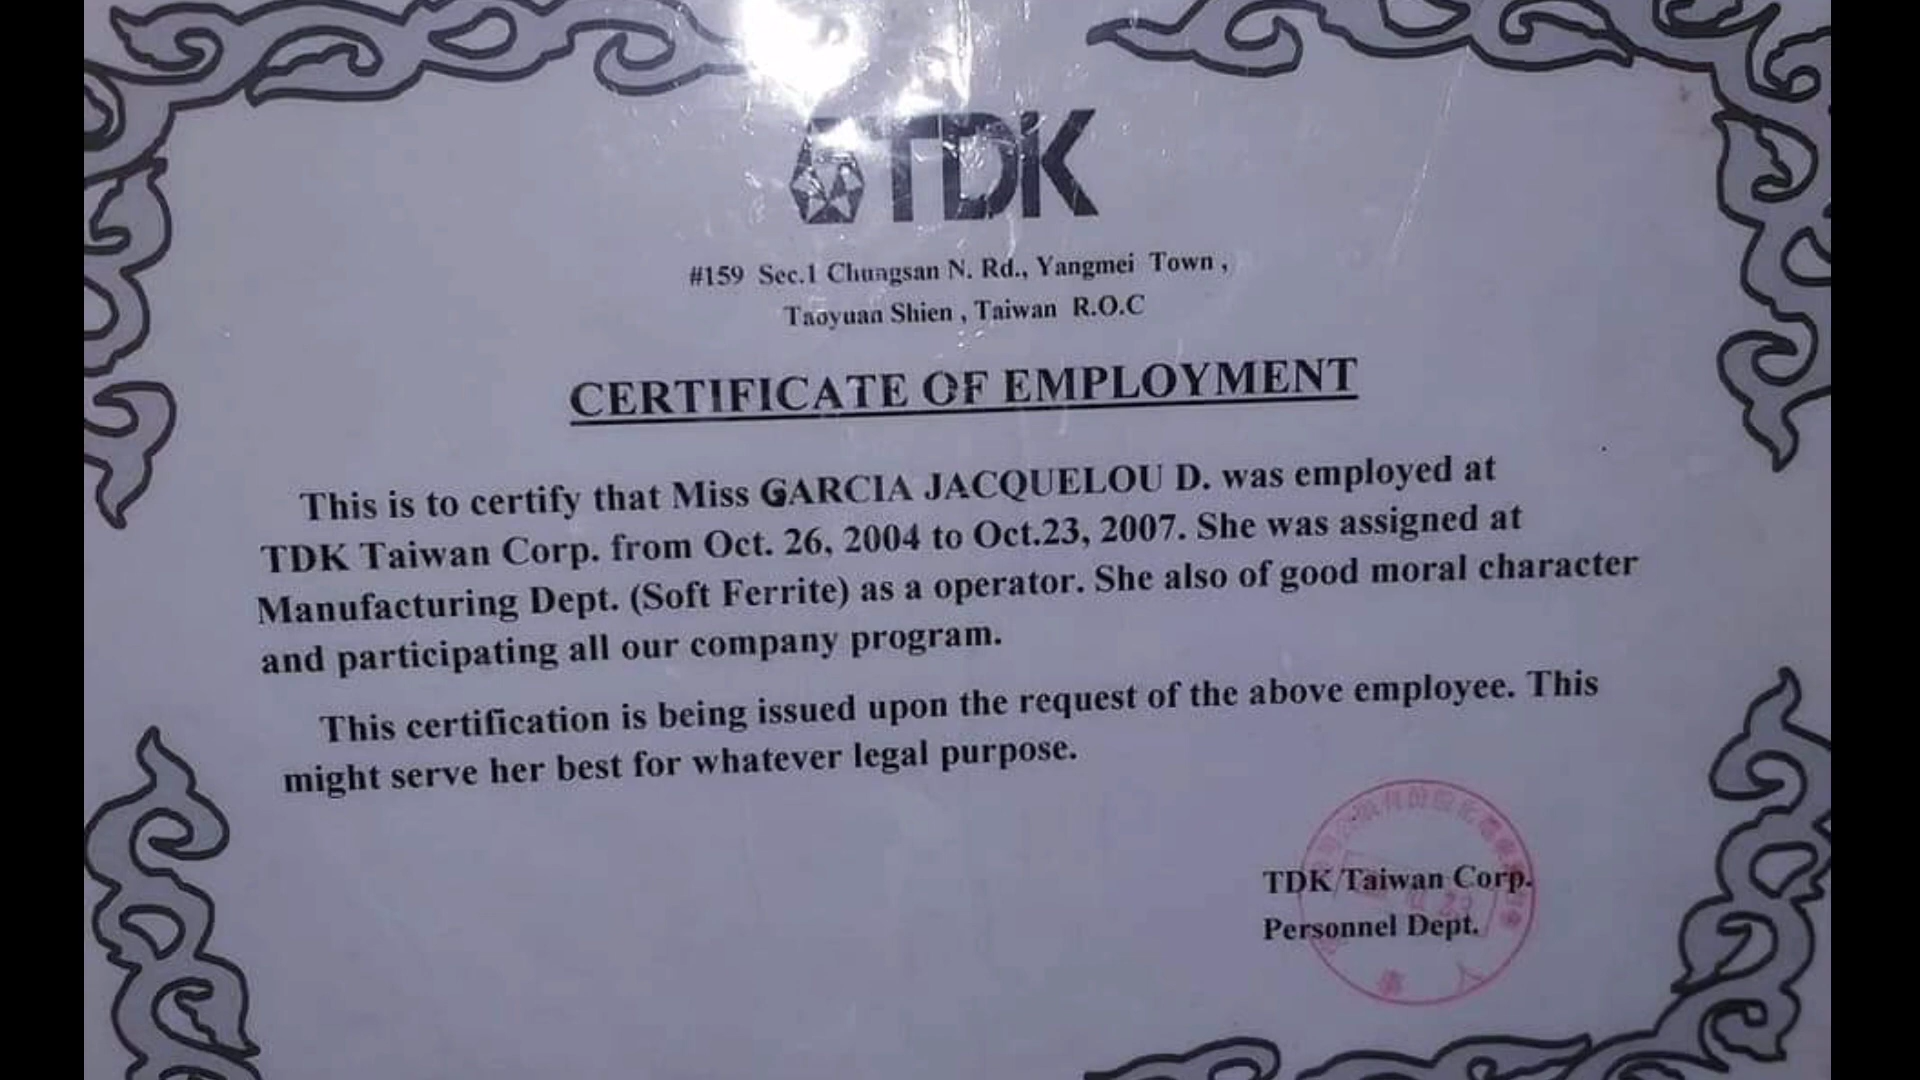 TDK
#159 Sec.1 Chungsan N. Rd., Yangmei Town ,
Taoyuan Shien , Taiwan R.O.C
CERTIFICATE OF EMPLOYMENT
This is to certify that Miss GARCIA JACQUELOU D. was employed at
TDK Taiwan Corp. from Oct. 26, 2004 to Oct.23, 2007. She was assigned at
Manufacturing Dept. (Soft Ferrite) as a operator. She also of good moral character
and participating all our company program.
This certification is being issued upon the request of the above employee. This
might serve her best for whatever legal purpose.
TDK Taiwan Corp.
Personnel Dept.